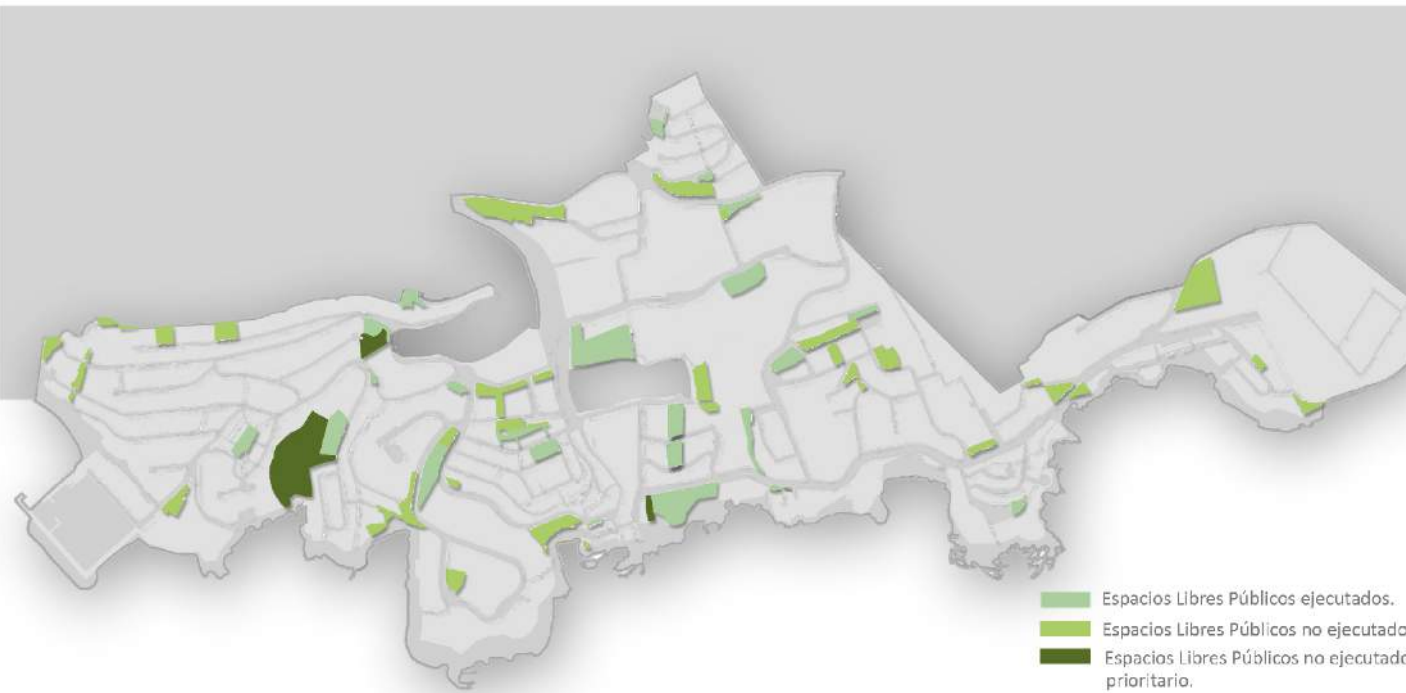 Espacios Libres Públicos ejecutados.
Espacios Libres Públicos no ejecutado
Espacios Libres Públicos no ejecutado
prioritario.